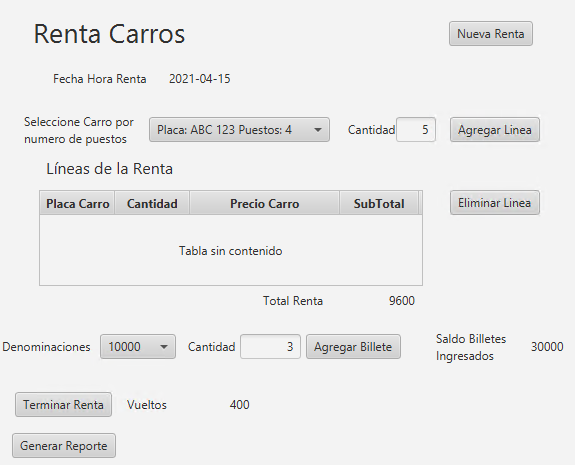 Renta Carros
Nueva Renta
Fecha Hora Renta 2021-04-15
Seleccione Carro por
numero de puestos
Placa: ABC 123 Puestos: 4
Cantidad 5
Agregar Linea
Líneas de la Renta
Placa Carro Cantidad Precio Carro SubTotal
Eliminar Linea
Tabla sin contenido
Total Renta 9600
Denominaciones 10000 Cantidad 3 Agregar Billete
Saldo Billetes
Ingresados
30000
Terminar Renta Vueltos 400
Generar Reporte